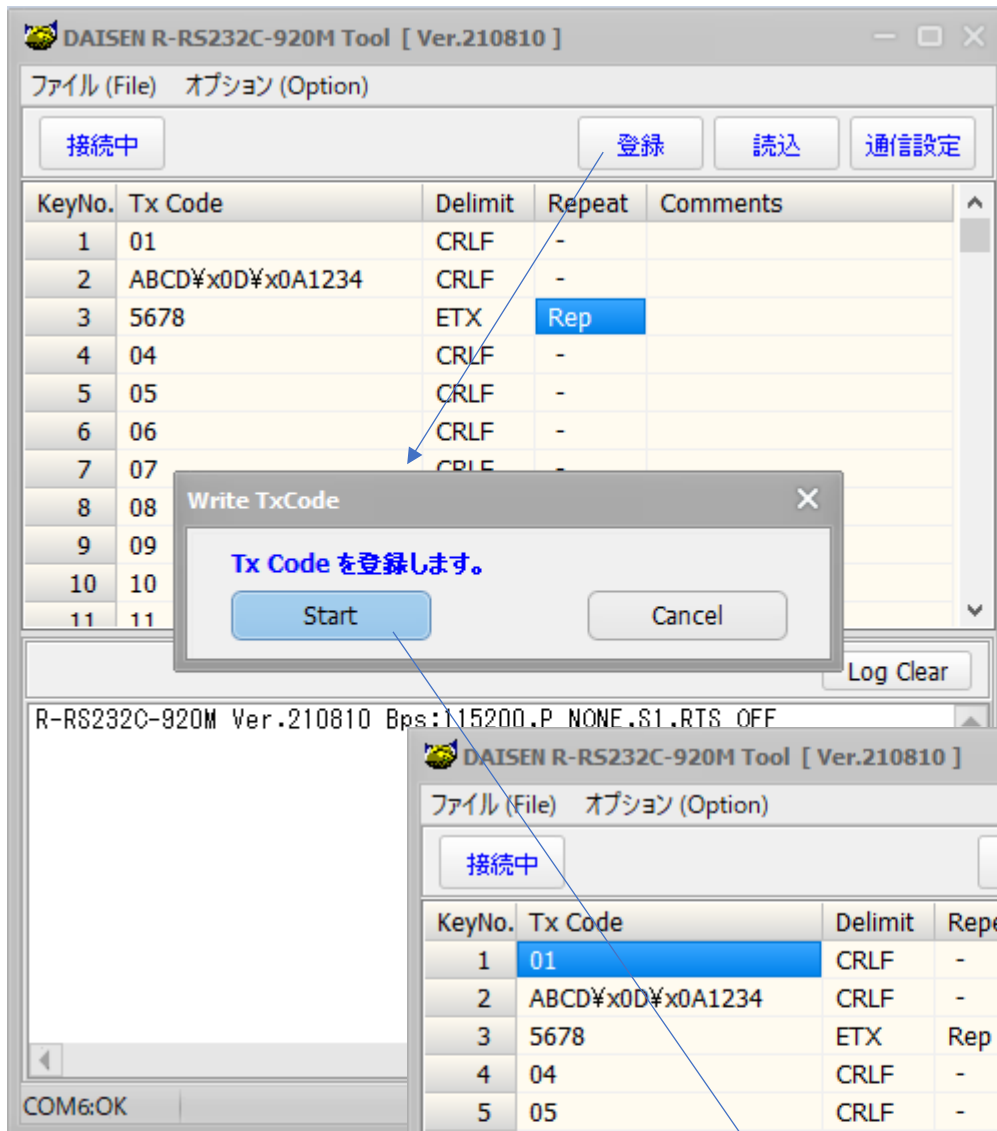 DAISEN R-RS232C-920M Tool [ Ver.210810 ]
ファイル (File) オプション (Option)
接続中 登録 読込 通信設定
KeyNo. Tx Code Delimit Repeat Comments
1 01 CRLF -
2 ABCD¥x0D¥x0A1234 CRLF -
3 5678 ETX Rep
4 04 CRLF -
5 05 CRLF -
6 06 CRLF -
7 07 CRLF -
8 08
9 09
10 10
11 11
Write TxCode
Tx Code を登録します。
Start Cancel
Log Clear
R-RS232C-920M Ver.210810 Bps:115200,P_NONE,S1,RTS_OFF
COM6:OK
DAISEN R-RS232C-920M Tool [ Ver.210810 ]
ファイル (File) オプション (Option)
接続中
KeyNo. Tx Code Delimit Repe
1 01 CRLF -
2 ABCD¥x0D¥x0A1234 CRLF -
3 5678 ETX Rep
4 04 CRLF -
5 05 CRLF -